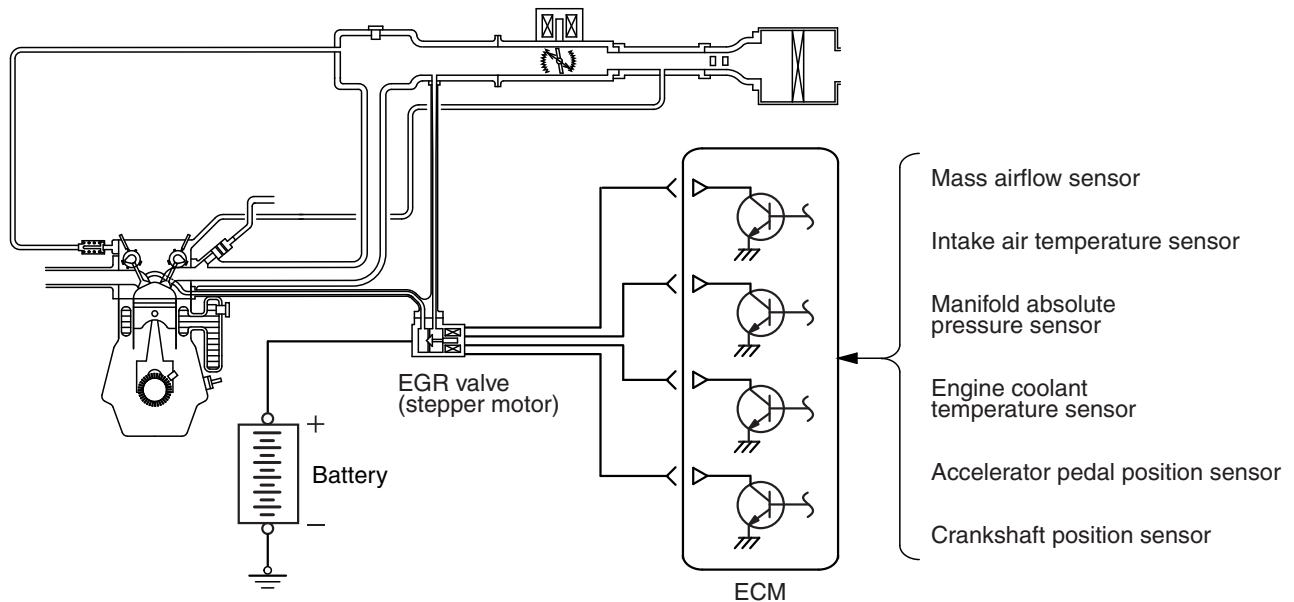 Mass airflow sensor
Intake air temperature sensor
Manifold absolute
pressure sensor
Engine coolant
temperature sensor
Accelerator pedal position sensor
Crankshaft position sensor
EGR valve
(stepper motor)
+
Battery
−
ECM